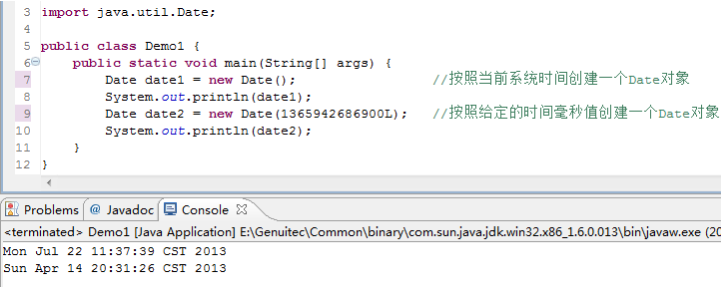 3 import java.util.Date;
4
5 public class Demo1 {
6 public static void main(String[] args) {
7 Date date1 = new Date(); //按照当前系统时间创建一个Date对象
8 System.out.println(date1);
9 Date date2 = new Date(1365942686900L); //按照给定的时间毫秒值创建一个Date对象
10 System.out.println(date2);
11 }
12 }
Problems @ Javadoc Console
<terminated> Demo1 [Java Application] E:\Genuitec\Common\binary\com.sun.java.jdk.win32.x86_1.6.0.013\bin\javaw.exe (20
Mon Jul 22 11:37:39 CST 2013
Sun Apr 14 20:31:26 CST 2013